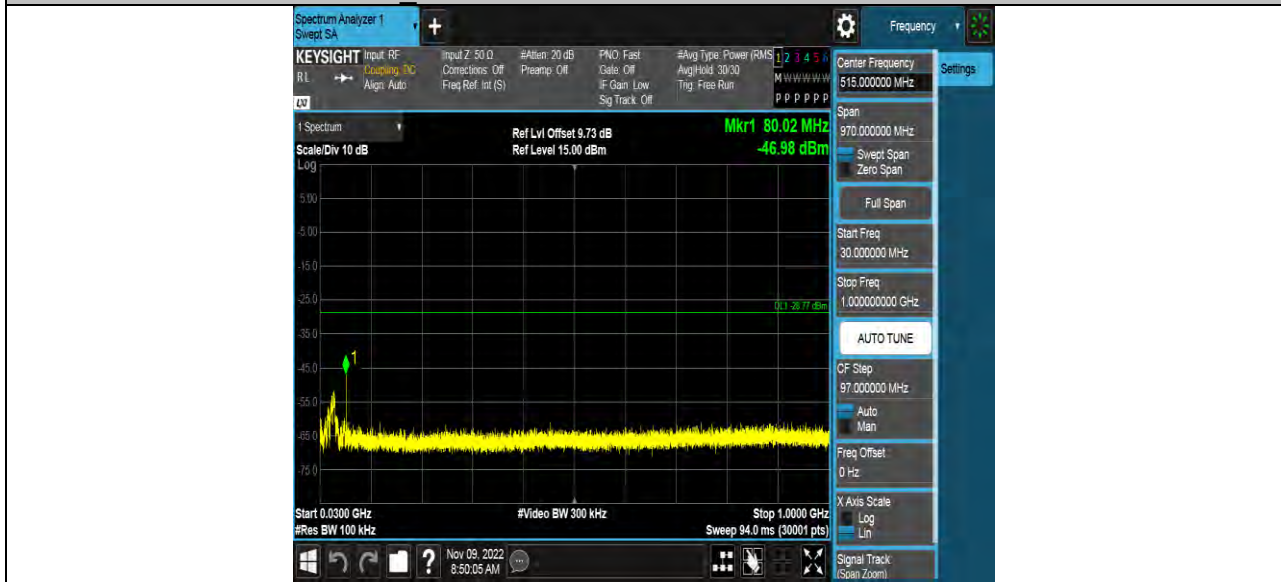 Spectrum Analyzer 1
Swept SA
+
Frequency
KEYSIGHT Input: RF Input Z: 50 Ω #Atten: 20 dB PNO: Fast #Avg Type: Power (RMS 1 2 3 4 5 6
RL Coupling: DC Corrections: Off Preamp: Off Gate: Off Avg|Hold: 30/30 M W W W W W
Align: Auto Freq Ref: Int (S) IF Gain: Low Trig: Free Run
LXI Sig Track: Off P P P P P P
1 Spectrum Ref Lvl Offset 9.73 dB Mkr1 80.02 MHz
Scale/Div 10 dB Ref Level 15.00 dBm -46.98 dBm
Log
5.00
-5.00
-15.0
-25.0
DL1 -28.77 dBm
-35.0
1
-45.0
-55.0
-65.0
-75.0
Start 0.0300 GHz #Video BW 300 kHz Stop 1.0000 GHz
#Res BW 100 kHz Sweep 94.0 ms (30001 pts)
? Nov 09, 2022
8:50:05 AM
Center Frequency
515.000000 MHz
Settings
Span
970.000000 MHz
Swept Span
Zero Span
Full Span
Start Freq
30.000000 MHz
Stop Freq
1.000000000 GHz
AUTO TUNE
CF Step
97.000000 MHz
Auto
Man
Freq Offset
0 Hz
X Axis Scale
Log
Lin
Signal Track
(Span Zoom)